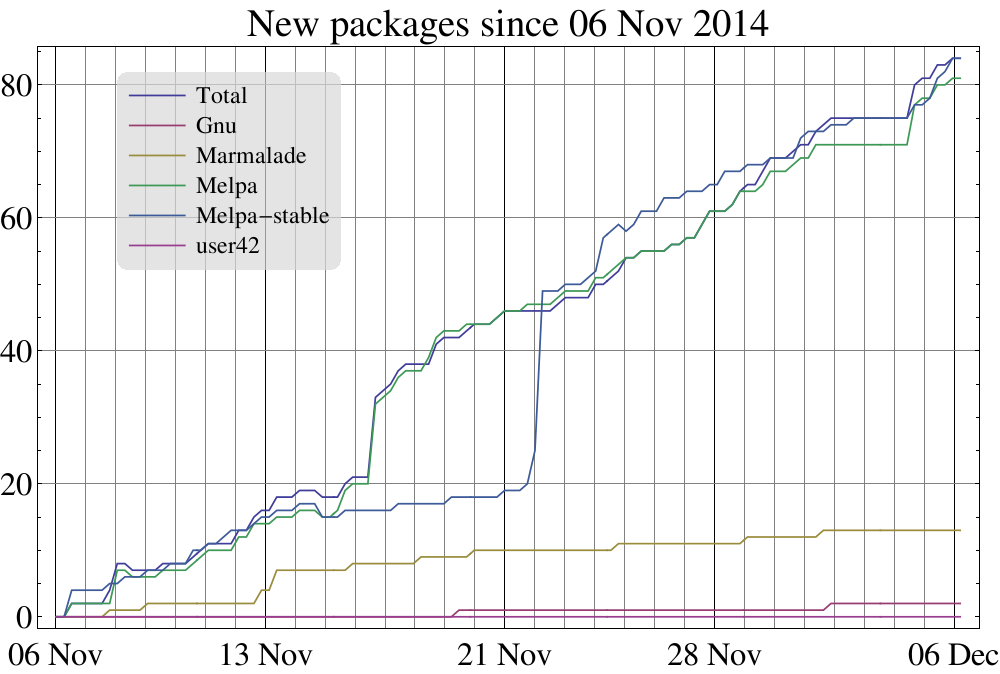 New packages since 06 Nov 2014
80
60
40
20
0
Total
Gnu
Marmalade
Melpa
Melpa−stable
user42
06 Nov 13 Nov 21 Nov 28 Nov 06 Dec